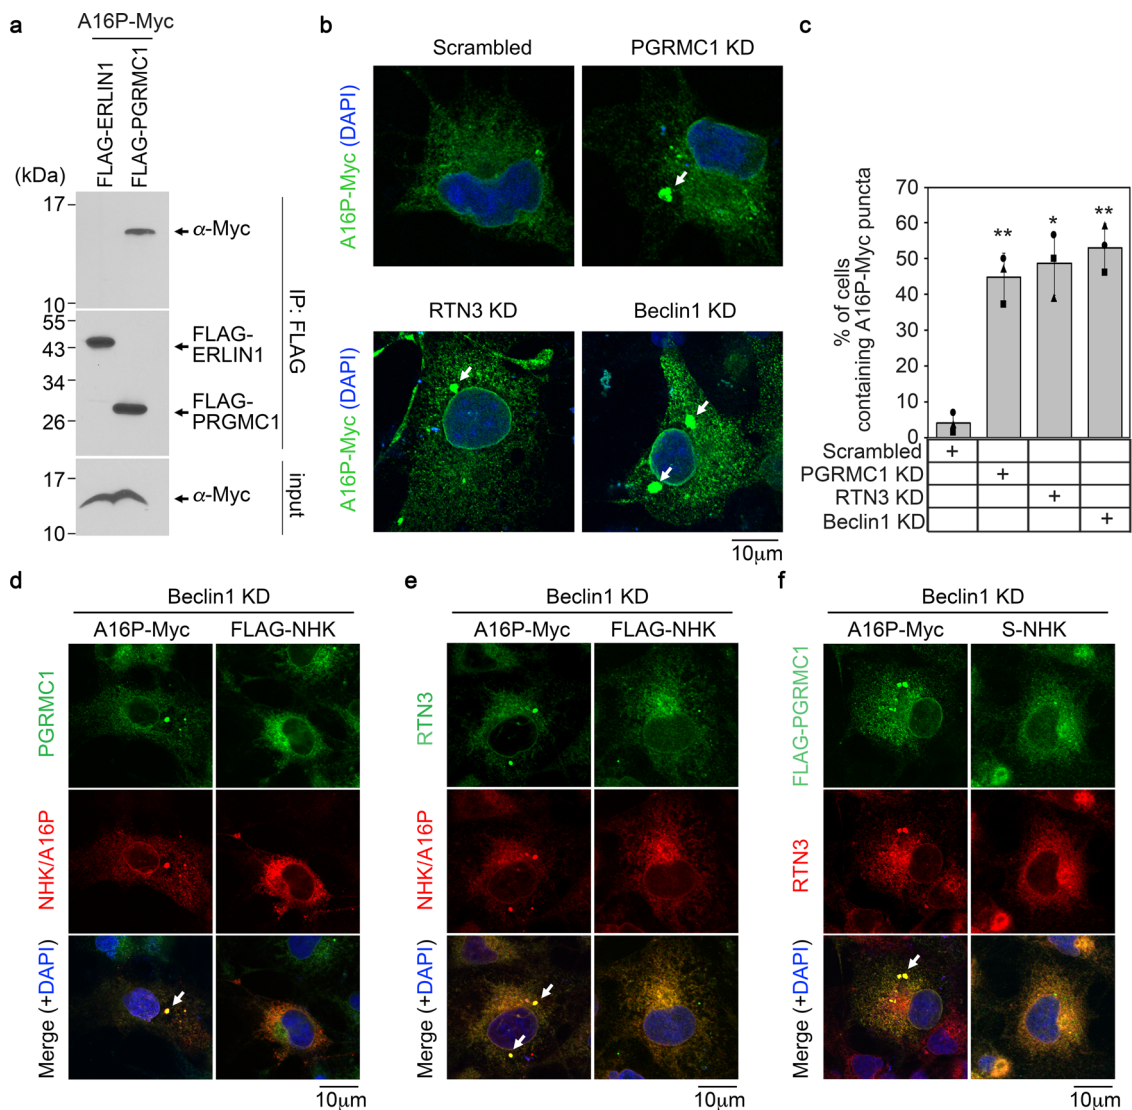 a
A16P-Myc
FLAG-ERLIN1
FLAG-PGRMC1
(kDa)
17
α-Myc
10
55
43
FLAG-
ERLIN1
34
26
FLAG-
PRGMC1
IP: FLAG
17
α-Myc
10
input
b
Scrambled
PGRMC1 KD
A16P-Myc (DAPI)
RTN3 KD
Beclin1 KD
A16P-Myc (DAPI)
10μm
c
% of cells
containing A16P-Myc puncta
70
60
50
40
30
20
10
0
**
*
**
Scrambled
+
PGRMC1 KD
+
RTN3 KD
+
Beclin1 KD
+
d
Beclin1 KD
A16P-Myc
FLAG-NHK
PGRMC1
NHK/A16P
Merge (+DAPI)
10μm
e
Beclin1 KD
A16P-Myc
FLAG-NHK
RTN3
NHK/A16P
Merge (+DAPI)
10μm
f
Beclin1 KD
A16P-Myc
S-NHK
FLAG-PGRMC1
RTN3
Merge (+DAPI)
10μm